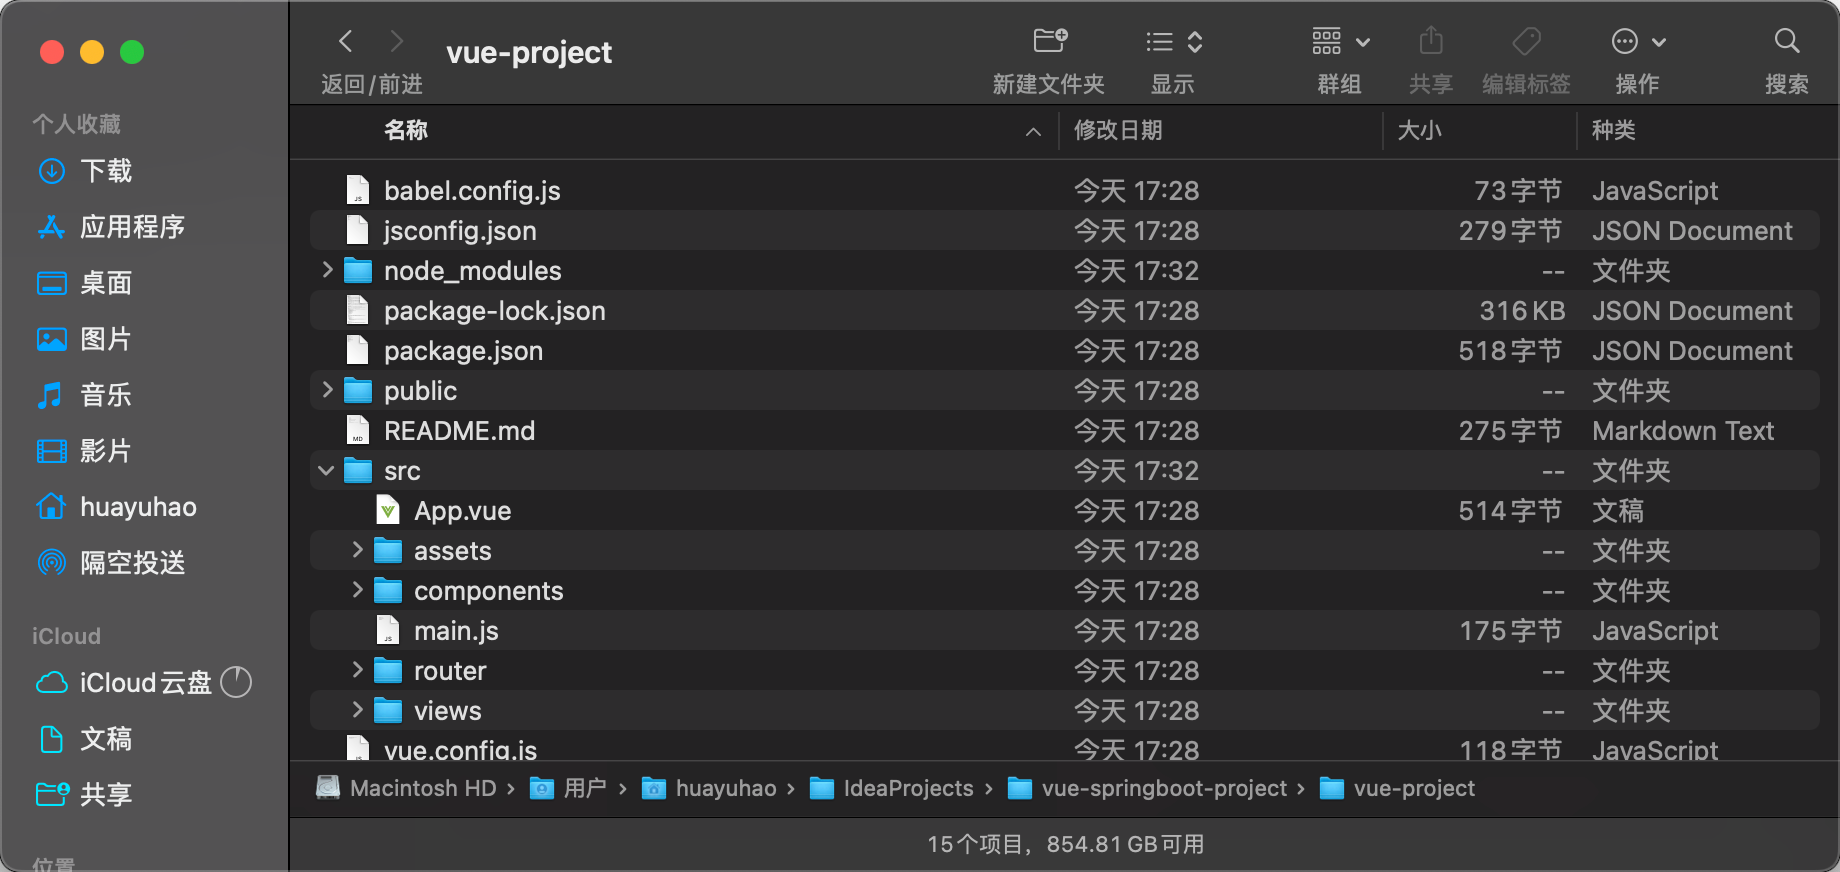 vue-project
返回/前进
新建文件夹
显示
群组
共享
编辑标签
操作
搜索
个人收藏
下载
应用程序
桌面
图片
音乐
影片
huayuhao
隔空投送
iCloud
iCloud云盘
文稿
共享
位置
名称 修改日期 大小 种类
babel.config.js 今天 17:28 73字节 JavaScript
jsconfig.json 今天 17:28 279字节 JSON Document
node_modules 今天 17:32 -- 文件夹
package-lock.json 今天 17:28 316 KB JSON Document
package.json 今天 17:28 518字节 JSON Document
public 今天 17:28 -- 文件夹
README.md 今天 17:28 275字节 Markdown Text
src 今天 17:32 -- 文件夹
App.vue 今天 17:28 514字节 文稿
assets 今天 17:28 -- 文件夹
components 今天 17:28 -- 文件夹
main.js 今天 17:28 175字节 JavaScript
router 今天 17:28 -- 文件夹
views 今天 17:28 -- 文件夹
vue.config.js 今天 17:28 118字节 JavaScript
Macintosh HD › 用户 › huayuhao › IdeaProjects › vue-springboot-project › vue-project
15个项目，854.81 GB可用